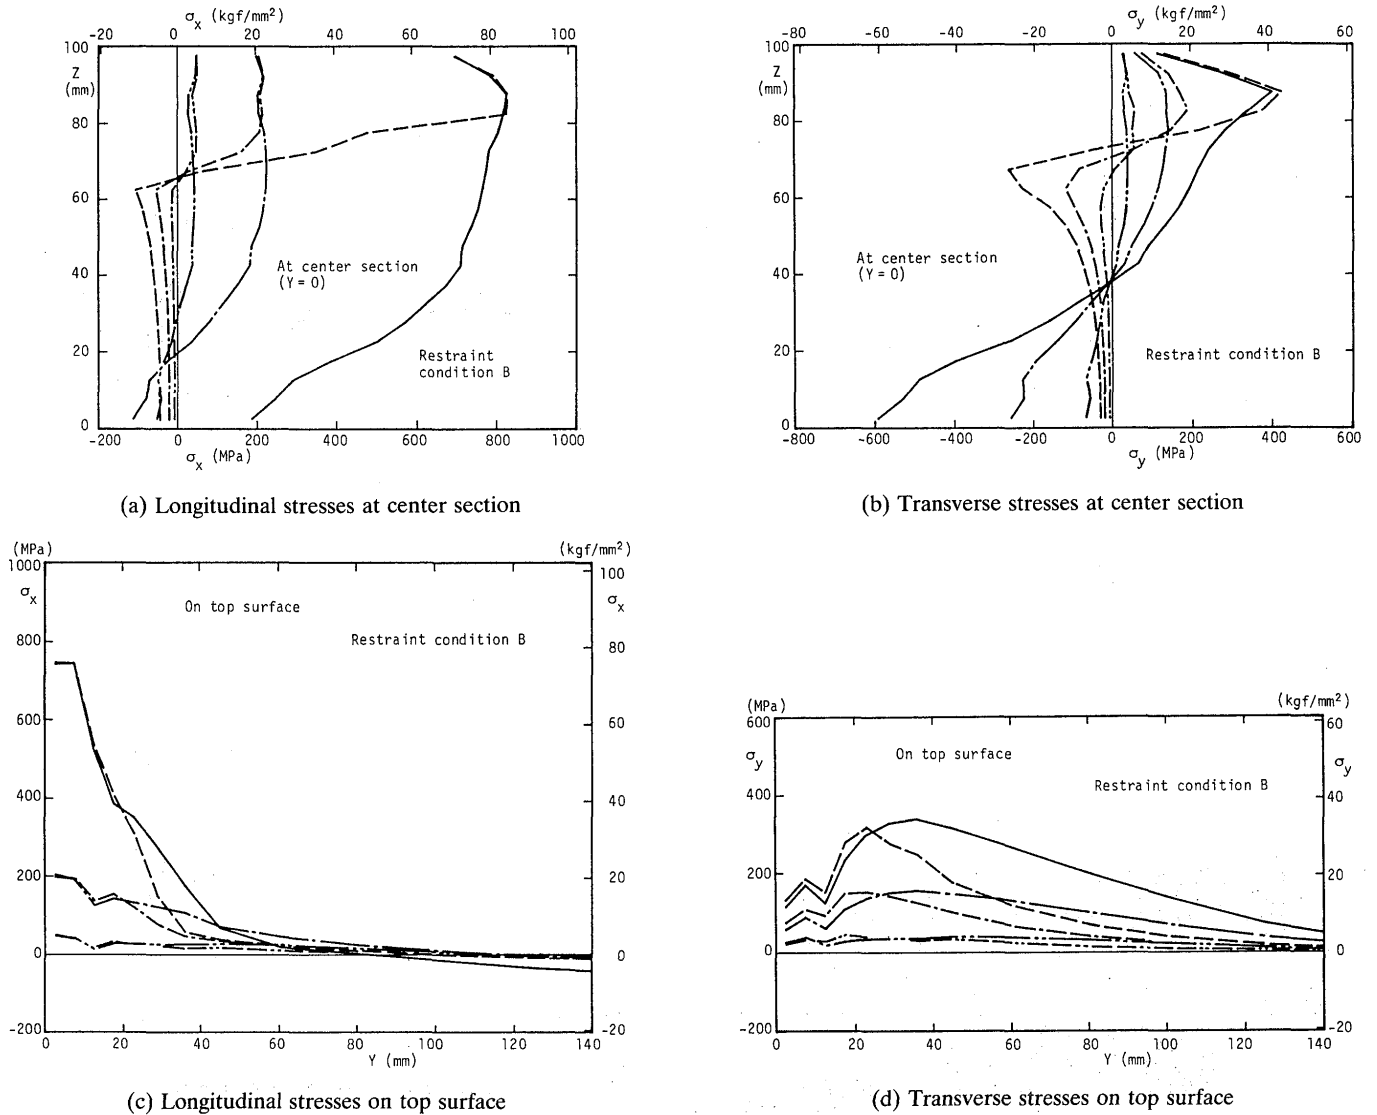 σx (kgf/mm²)
-20 0 20 40 60 80 100
100
Z
(mm)
80
60
40
20
0
At center section
(Y=0)
Restraint
condition B
-200 0 200 400 600 800 1000
σx (MPa)
(a) Longitudinal stresses at center section
σy (kgf/mm²)
-80 -60 -40 -20 0 20 40 60
100
Z
(mm)
80
60
40
20
0
At center section
(Y=0)
Restraint condition B
-800 -600 -400 -200 0 200 400 600
σy (MPa)
(b) Transverse stresses at center section
(MPa) (kgf/mm²)
1000 100
σx σx
On top surface
Restraint condition B
800 80
600 60
400 40
200 20
0 0
-200 -20
0 20 40 60 80 100 120 140
Y (mm)
(c) Longitudinal stresses on top surface
(MPa) (kgf/mm²)
600 60
σy σy
On top surface
Restraint condition B
400 40
200 20
0 0
-200 -20
0 20 40 60 80 100 120 140
Y (mm)
(d) Transverse stresses on top surface